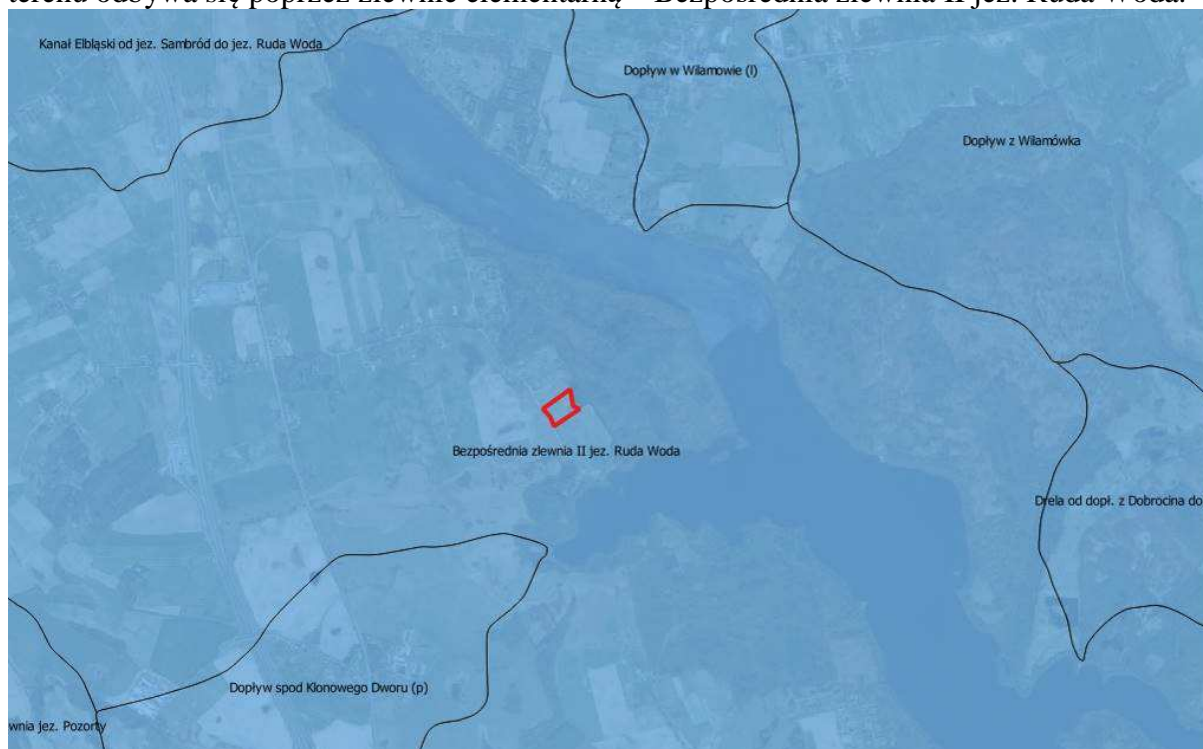 terenu odbywa się poprzez zlewnie elementarną – Bezpośrednia zlewnia II jez. Ruda Woda.
Kanał Elbląski od jez. Sambród do jez. Ruda Woda
Dopływ w Wilamowie (l)
Dopływ z Wilamówka
Bezpośrednia zlewnia II jez. Ruda Woda
Drela od dopł. z Dobrocina do
Dopływ spod Klonowego Dworu (p)
wnia jez. Pozorty